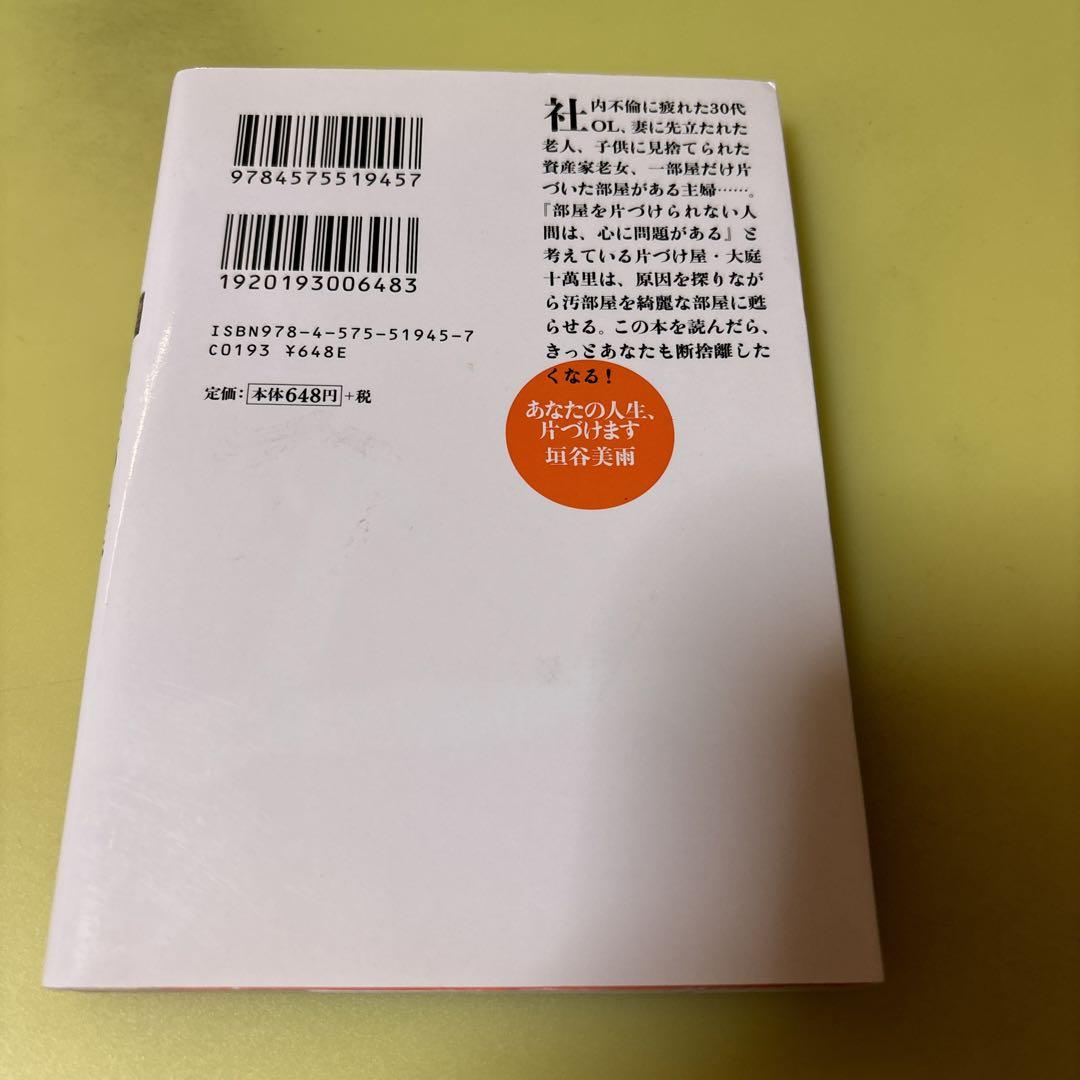 9784575519457
1920193006483
ISBN978-4-575-51945-7
C0193 ¥648E
定価：本体648円+税
社内不倫に疲れた30代
OL、妻に先立たれた
老人、子供に見捨てられた
資産家老女、一部屋だけ片
づいた部屋がある主婦……。
『部屋を片づけられない人
間は、心に問題がある』と
考えている片づけ屋・大庭
十萬里は、原因を探りなが
ら汚部屋を綺麗な部屋に甦
らせる。この本を読んだら、
きっとあなたも断捨離した
くなる！
あなたの人生、
片づけます
垣谷美雨